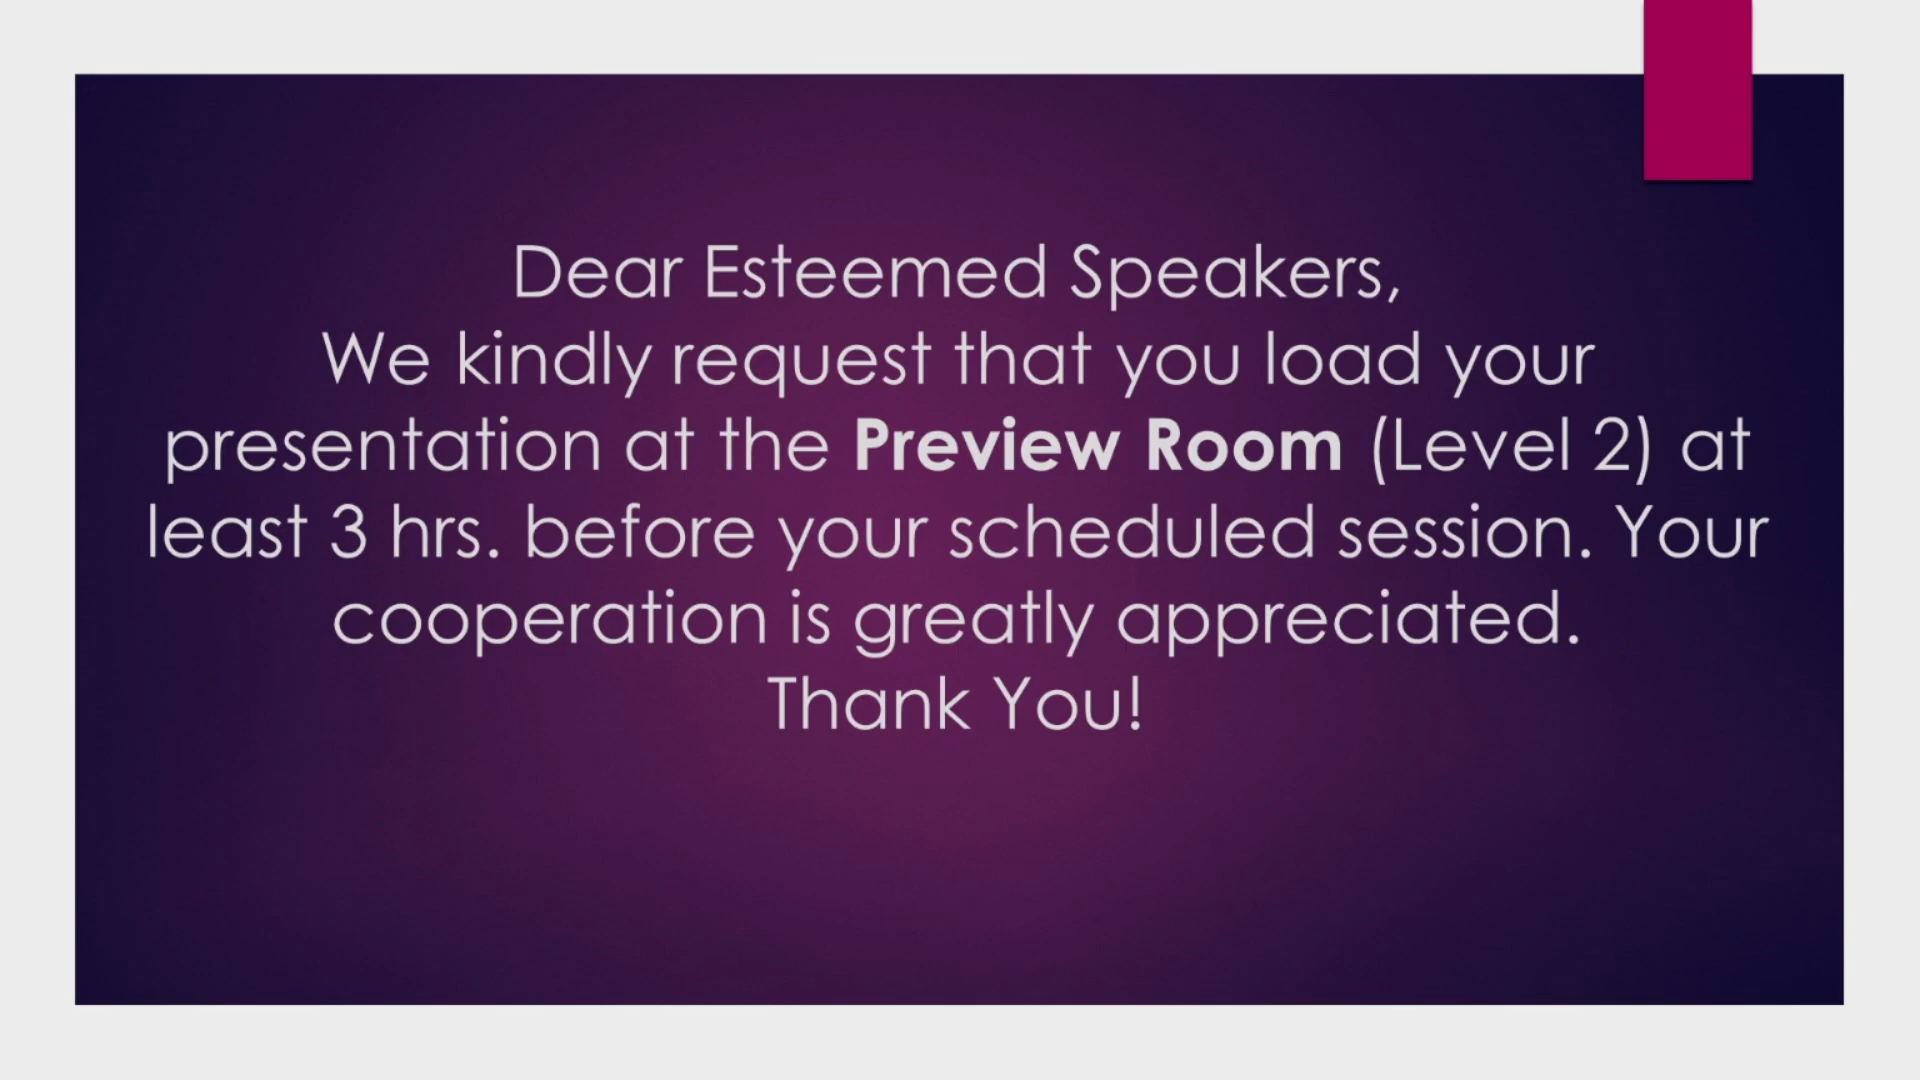 Dear Esteemed Speakers,
We kindly request that you load your
presentation at the Preview Room (Level 2) at
least 3 hrs. before your scheduled session. Your
cooperation is greatly appreciated.
Thank You!